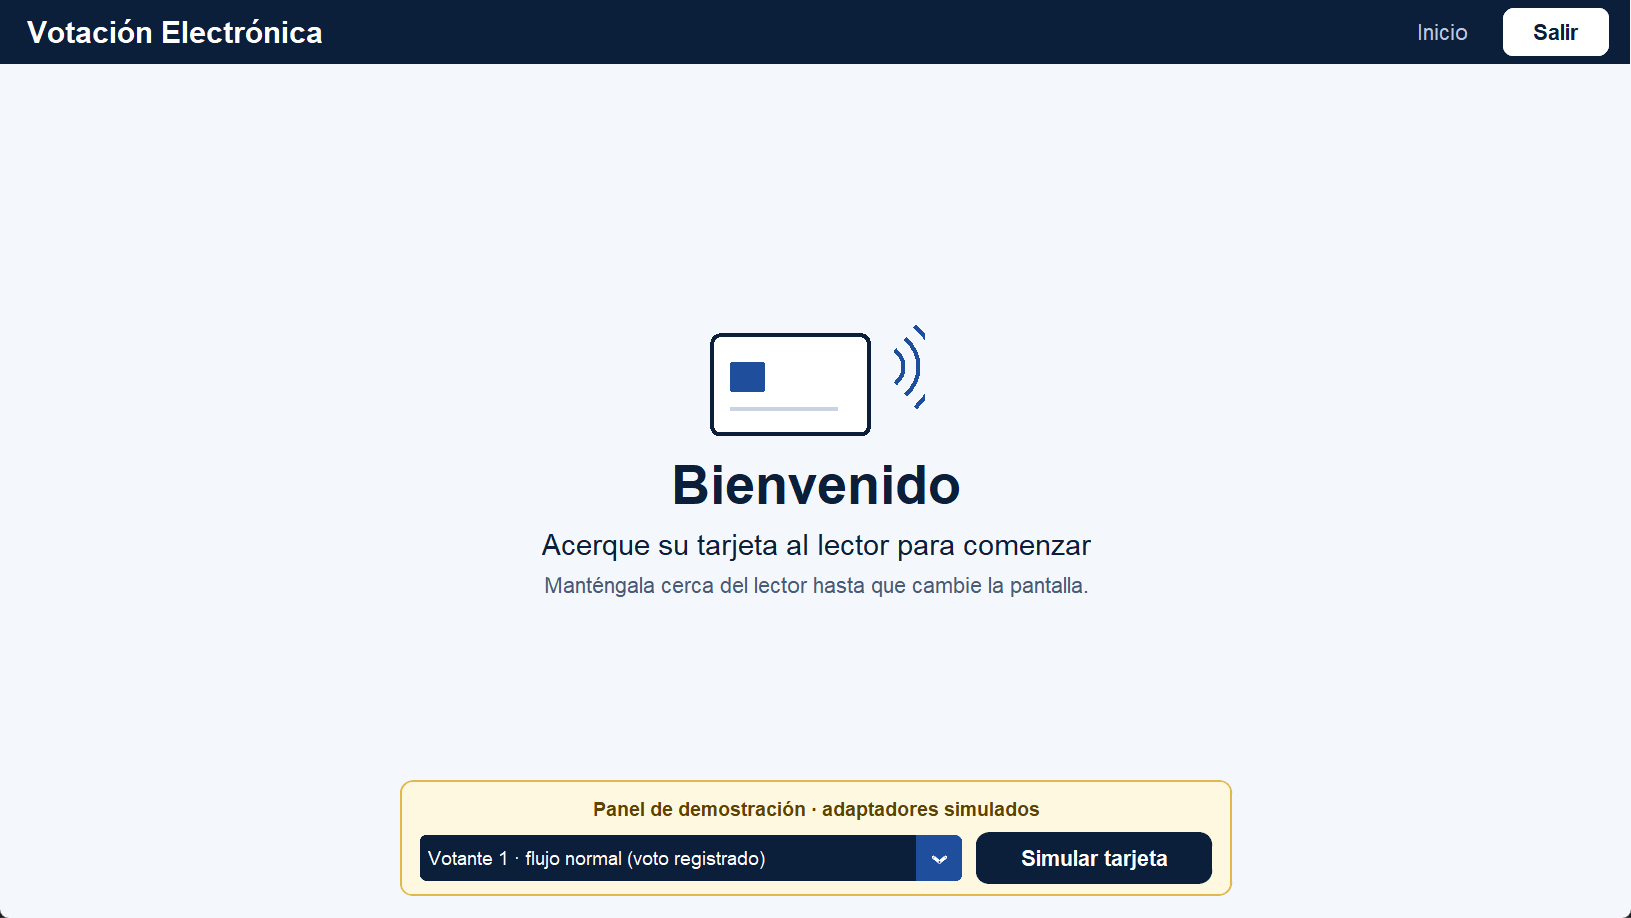 Votación Electrónica
Inicio
Salir
Bienvenido
Acerque su tarjeta al lector para comenzar
Manténgala cerca del lector hasta que cambie la pantalla.
Panel de demostración · adaptadores simulados
Votante 1 · flujo normal (voto registrado)
Simular tarjeta